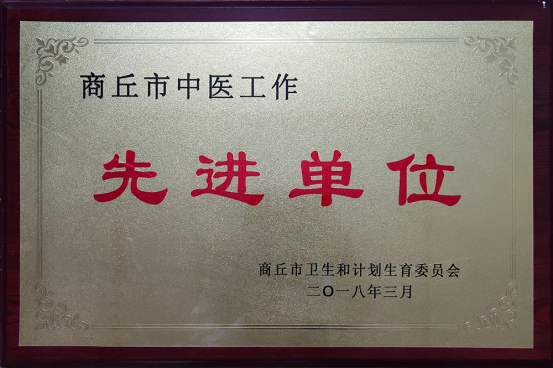 商丘市中医工作
先进单位
商丘市卫生和计划生育委员会
二〇一八年三月